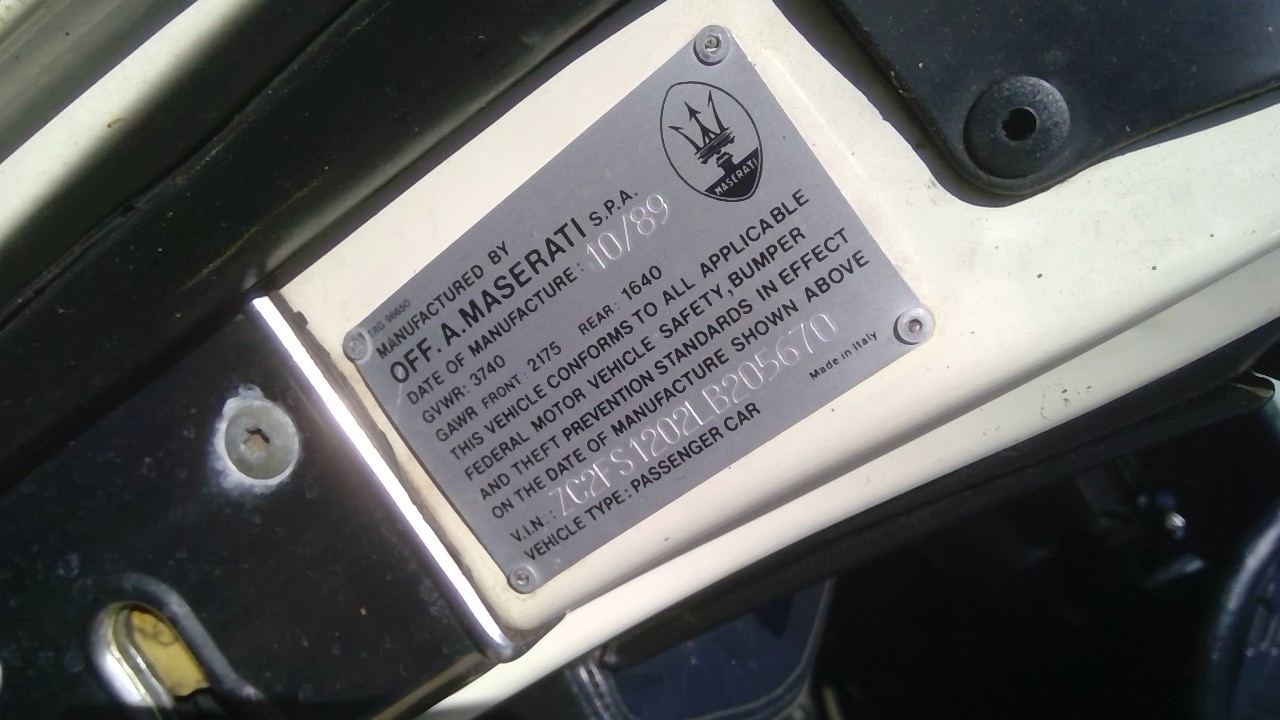 MASERATI
TRG 96650
MANUFACTURED BY
OFF. A. MASERATI S.P.A.
DATE OF MANUFACTURE: 10/89
GVWR: 3740
GAWR FRONT: 2175 REAR: 1640
THIS VEHICLE CONFORMS TO ALL APPLICABLE
FEDERAL MOTOR VEHICLE SAFETY, BUMPER
AND THEFT PREVENTION STANDARDS IN EFFECT
ON THE DATE OF MANUFACTURE SHOWN ABOVE
V.I.N.: ZC2FS1202LB205670
VEHICLE TYPE: PASSENGER CAR
Made in Italy